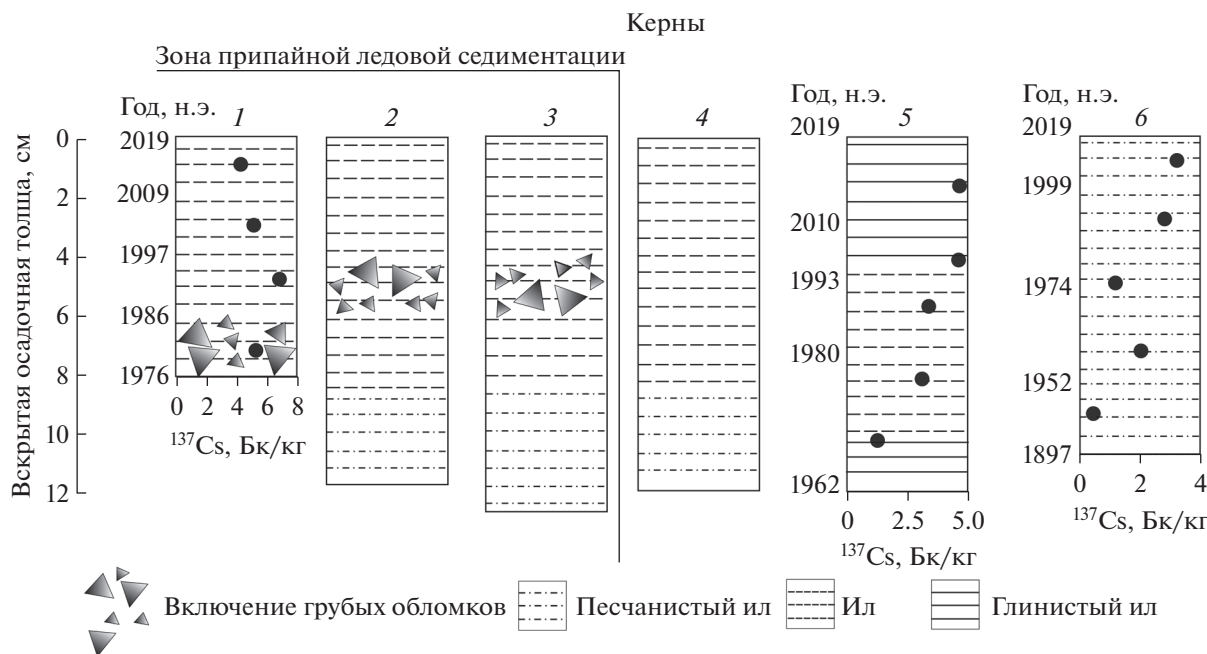 Керны
Зона припайной ледовой седиментации
Год, н.э. 1 2 3 4 Год, н.э. 5 Год, н.э. 6
Вскрытая осадочная толща, см
0
2
4
6
8
10
12
2019
2009
1997
1986
1976
0 2 4 6 8
137Cs, Бк/кг
2019
2010
1993
1980
1962
0 2.5 5.0
137Cs, Бк/кг
2019
1999
1974
1952
1897
0 2 4
137Cs, Бк/кг
Включение грубых обломков Песчанистый ил Ил Глинистый ил